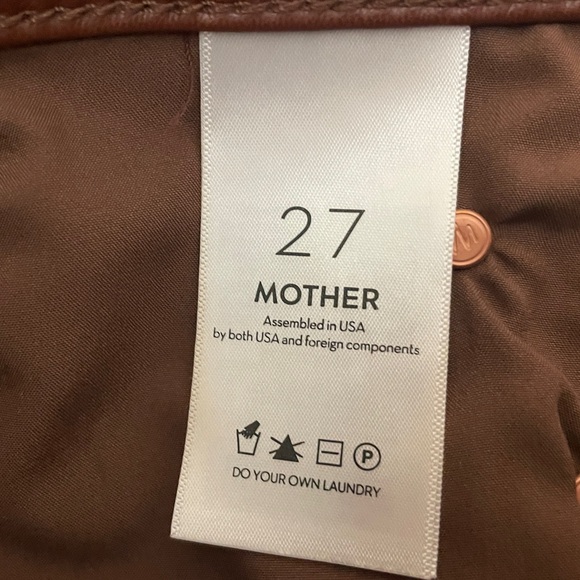 27
MOTHER
Assembled in USA
by both USA and foreign components
P
DO YOUR OWN LAUNDRY
M